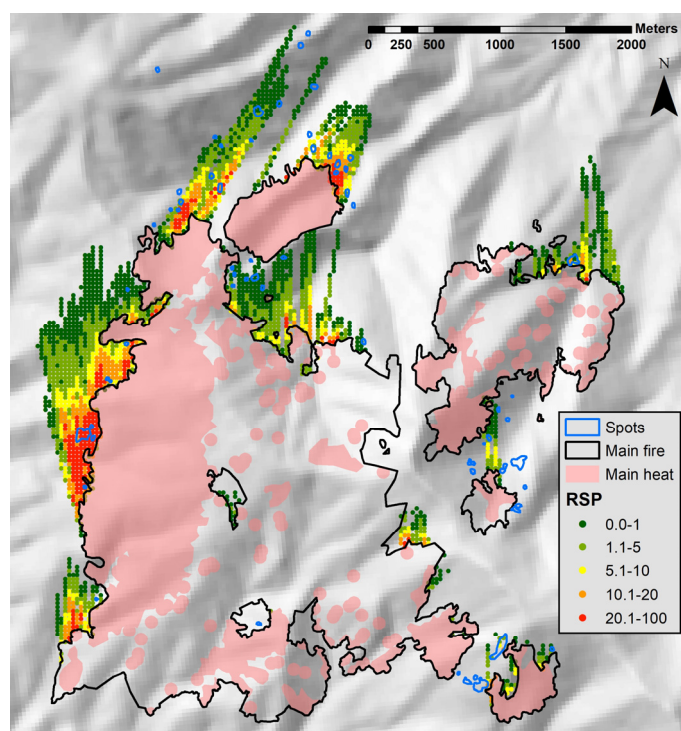 Meters
0 250 500 1000 1500 2000
N
Spots
Main fire
Main heat
RSP
0.0-1
1.1-5
5.1-10
10.1-20
20.1-100